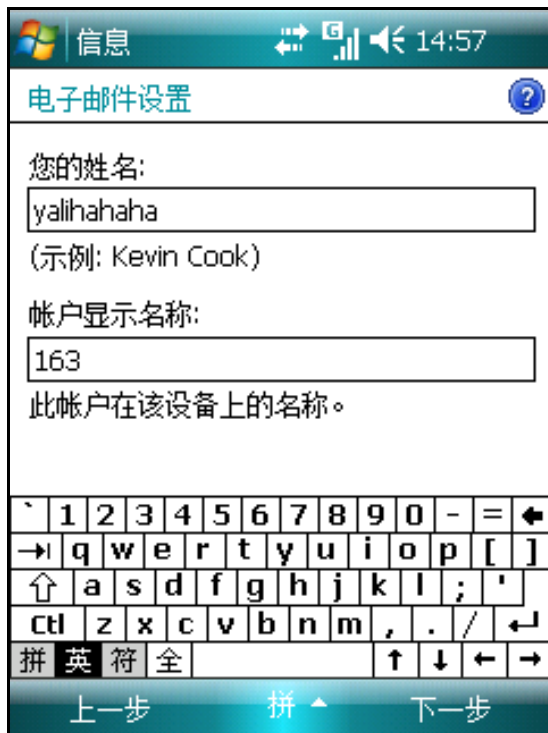 信息 G 14:57
电子邮件设置 ?
您的姓名:
yalihahaha
(示例: Kevin Cook)
帐户显示名称:
163
此帐户在该设备上的名称。
` 1 2 3 4 5 6 7 8 9 0 - =
q w e r t y u i o p [ ]
a s d f g h j k l ; '
Ctl z x c v b n m , . /
拼 英 符 全
上一步 拼 下一步